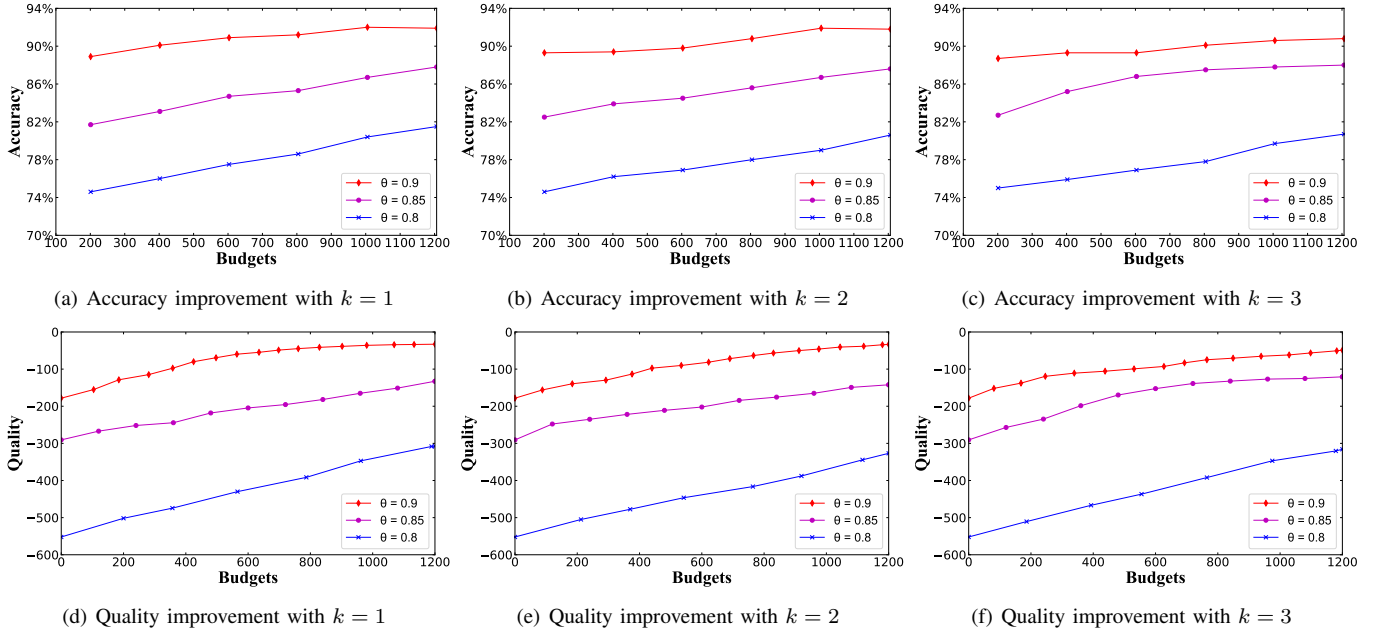 94%
90%
86%
82%
78%
74%
70%
Accuracy
θ = 0.9
θ = 0.85
θ = 0.8
100 200 300 400 500 600 700 800 900 1000 1100 1200
Budgets
(a) Accuracy improvement with k = 1
94%
90%
86%
82%
78%
74%
70%
Accuracy
θ = 0.9
θ = 0.85
θ = 0.8
100 200 300 400 500 600 700 800 900 1000 1100 1200
Budgets
(b) Accuracy improvement with k = 2
94%
90%
86%
82%
78%
74%
70%
Accuracy
θ = 0.9
θ = 0.85
θ = 0.8
100 200 300 400 500 600 700 800 900 1000 1100 1200
Budgets
(c) Accuracy improvement with k = 3
0
−100
−200
−300
−400
−500
−600
Quality
θ = 0.9
θ = 0.85
θ = 0.8
0 200 400 600 800 1000 1200
Budgets
(d) Quality improvement with k = 1
0
−100
−200
−300
−400
−500
−600
Quality
θ = 0.9
θ = 0.85
θ = 0.8
0 200 400 600 800 1000 1200
Budgets
(e) Quality improvement with k = 2
0
−100
−200
−300
−400
−500
−600
Quality
θ = 0.9
θ = 0.85
θ = 0.8
0 200 400 600 800 1000 1200
Budgets
(f) Quality improvement with k = 3